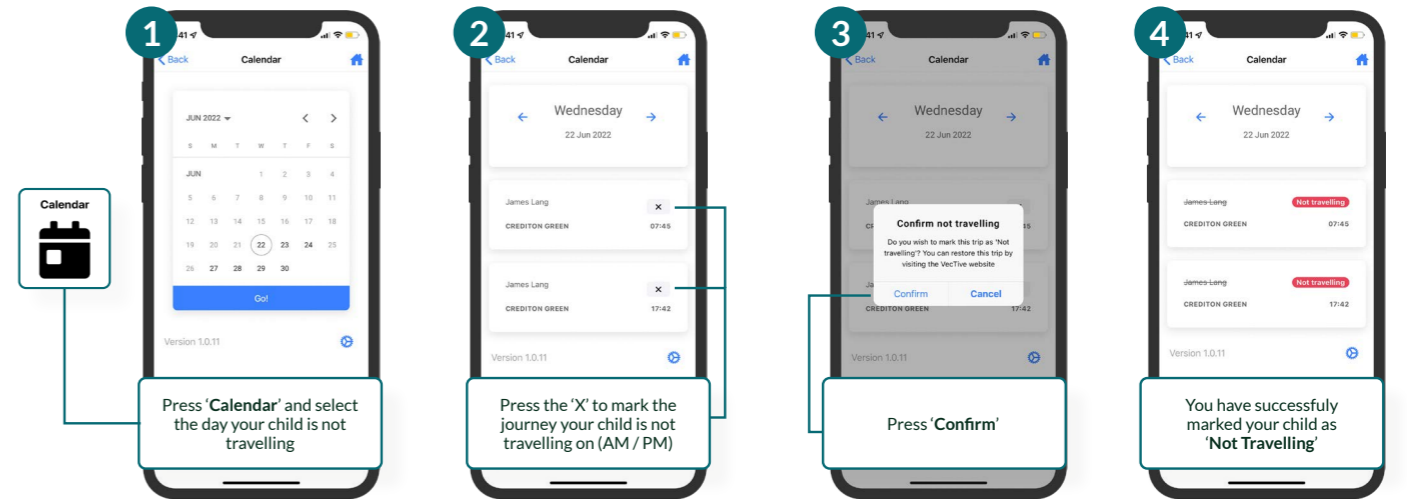 Calendar
1
41
Back
Calendar
JUN 2022
S M T W T F S
JUN 1 2 3 4
5 6 7 8 9 10 11
12 13 14 15 16 17 18
19 20 21 22 23 24 25
26 27 28 29 30
Go!
Version 1.0.11
Press ‘Calendar’ and select
the day your child is not
travelling
2
41
Back
Calendar
Wednesday
22 Jun 2022
James Lang
X
CREDITON GREEN 07:45
James Lang
X
CREDITON GREEN 17:42
Version 1.0.11
Press the ‘X’ to mark the
journey your child is not
travelling on (AM / PM)
3
41
Back
Calendar
Wednesday
22 Jun 2022
James Lang
Confirm not travelling
Do you wish to mark this trip as 'Not
travelling'? You can restore this trip by
visiting the VecTive website
Confirm Cancel
CREDITON GREEN 17:42
Version 1.0.11
Press ‘Confirm’
4
41
Back
Calendar
Wednesday
22 Jun 2022
James Lang Not travelling
CREDITON GREEN 07:45
James Lang Not travelling
CREDITON GREEN 17:42
Version 1.0.11
You have successfuly
marked your child as
‘Not Travelling’